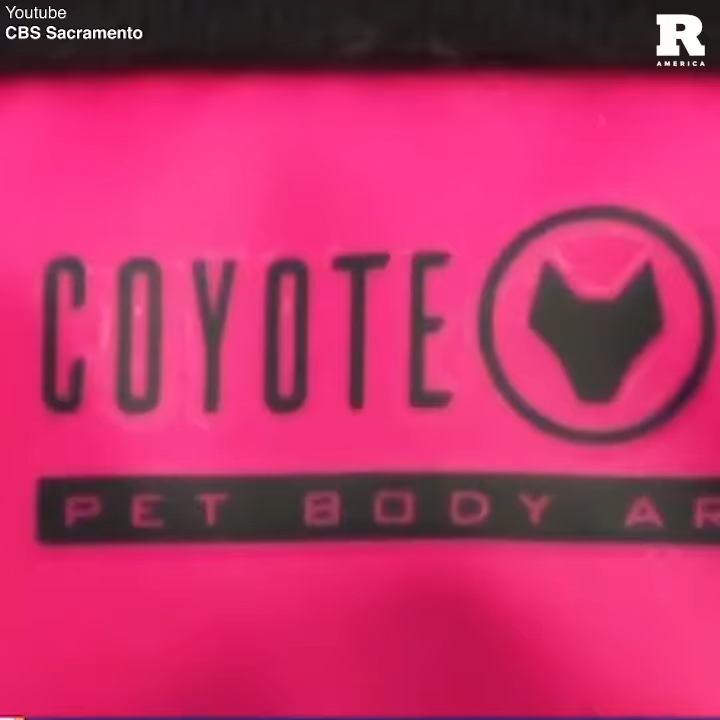 Youtube
CBS Sacramento
R
AMERICA
COYOTE
PET BODY AR